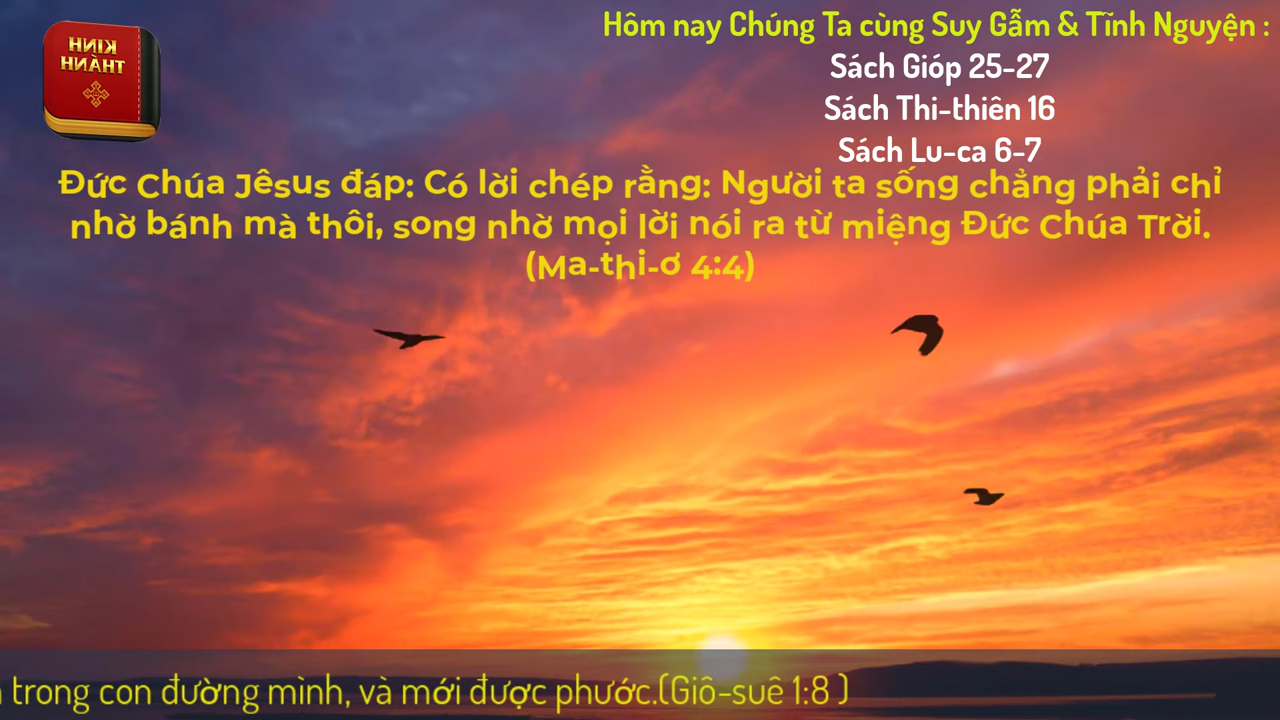 KINH
THÁNH
Hôm nay Chúng Ta cùng Suy Gẫm & Tĩnh Nguyện :
Sách Gióp 25-27
Sách Thi-thiên 16
Sách Lu-ca 6-7
Đức Chúa Jêsus đáp: Có lời chép rằng: Người ta sống chẳng phải chỉ
nhờ bánh mà thôi, song nhờ mọi lời nói ra từ miệng Đức Chúa Trời.
(Ma-thi-ơ 4:4)
trong con đường mình, và mới được phước.(Giô-suê 1:8 )